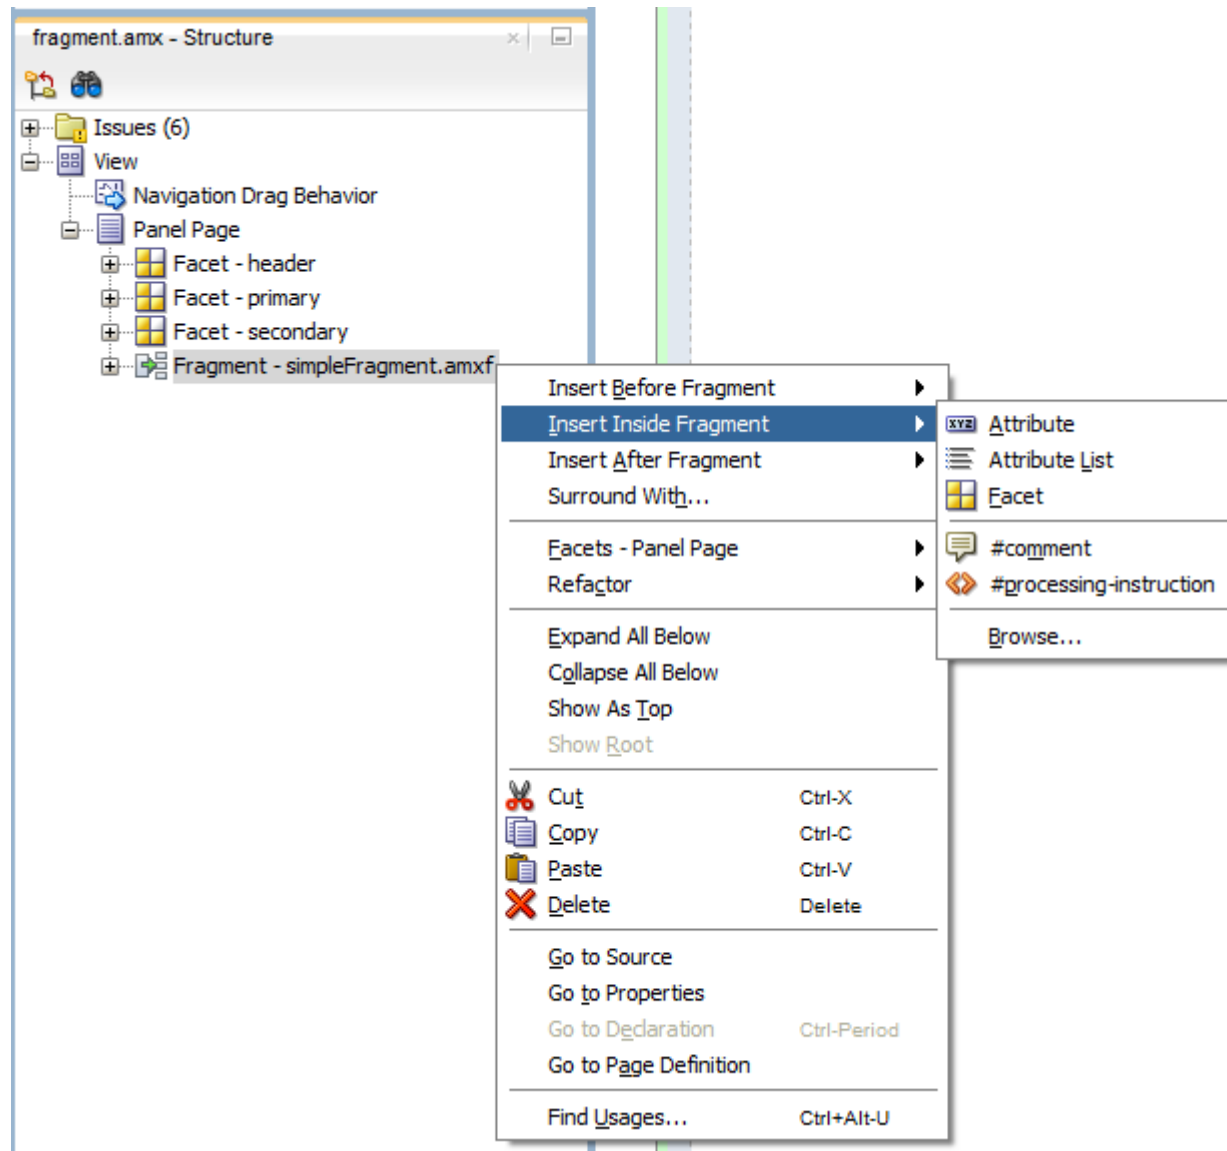 fragment.amx - Structure
Issues (6)
View
Navigation Drag Behavior
Panel Page
Facet - header
Facet - primary
Facet - secondary
Fragment - simpleFragment.amxf
Insert Before Fragment
Insert Inside Fragment
Insert After Fragment
Surround With...
Facets - Panel Page
Refactor
Expand All Below
Collapse All Below
Show As Top
Show Root
Cut Ctrl-X
Copy Ctrl-C
Paste Ctrl-V
Delete Delete
Go to Source
Go to Properties
Go to Declaration Ctrl-Period
Go to Page Definition
Find Usages... Ctrl+Alt-U
XYZ Attribute
Attribute List
Facet
#comment
#processing-instruction
Browse...